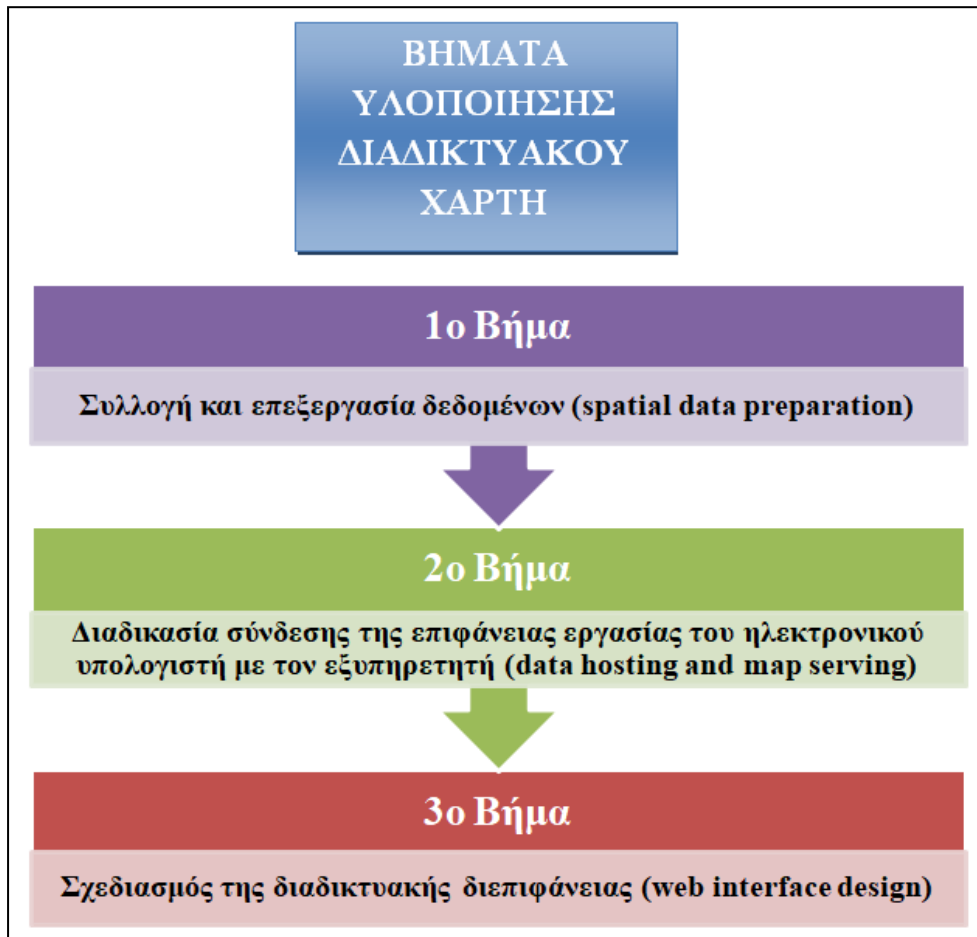 ΒΗΜΑΤΑ
ΥΛΟΠΟΙΗΣΗΣ
ΔΙΑΔΙΚΤΥΑΚΟΥ
ΧΑΡΤΗ
1ο Βήμα
Συλλογή και επεξεργασία δεδομένων (spatial data preparation)
2ο Βήμα
Διαδικασία σύνδεσης της επιφάνειας εργασίας του ηλεκτρονικού
υπολογιστή με τον εξυπηρετητή (data hosting and map serving)
3ο Βήμα
Σχεδιασμός της διαδικτυακής διεπιφάνειας (web interface design)